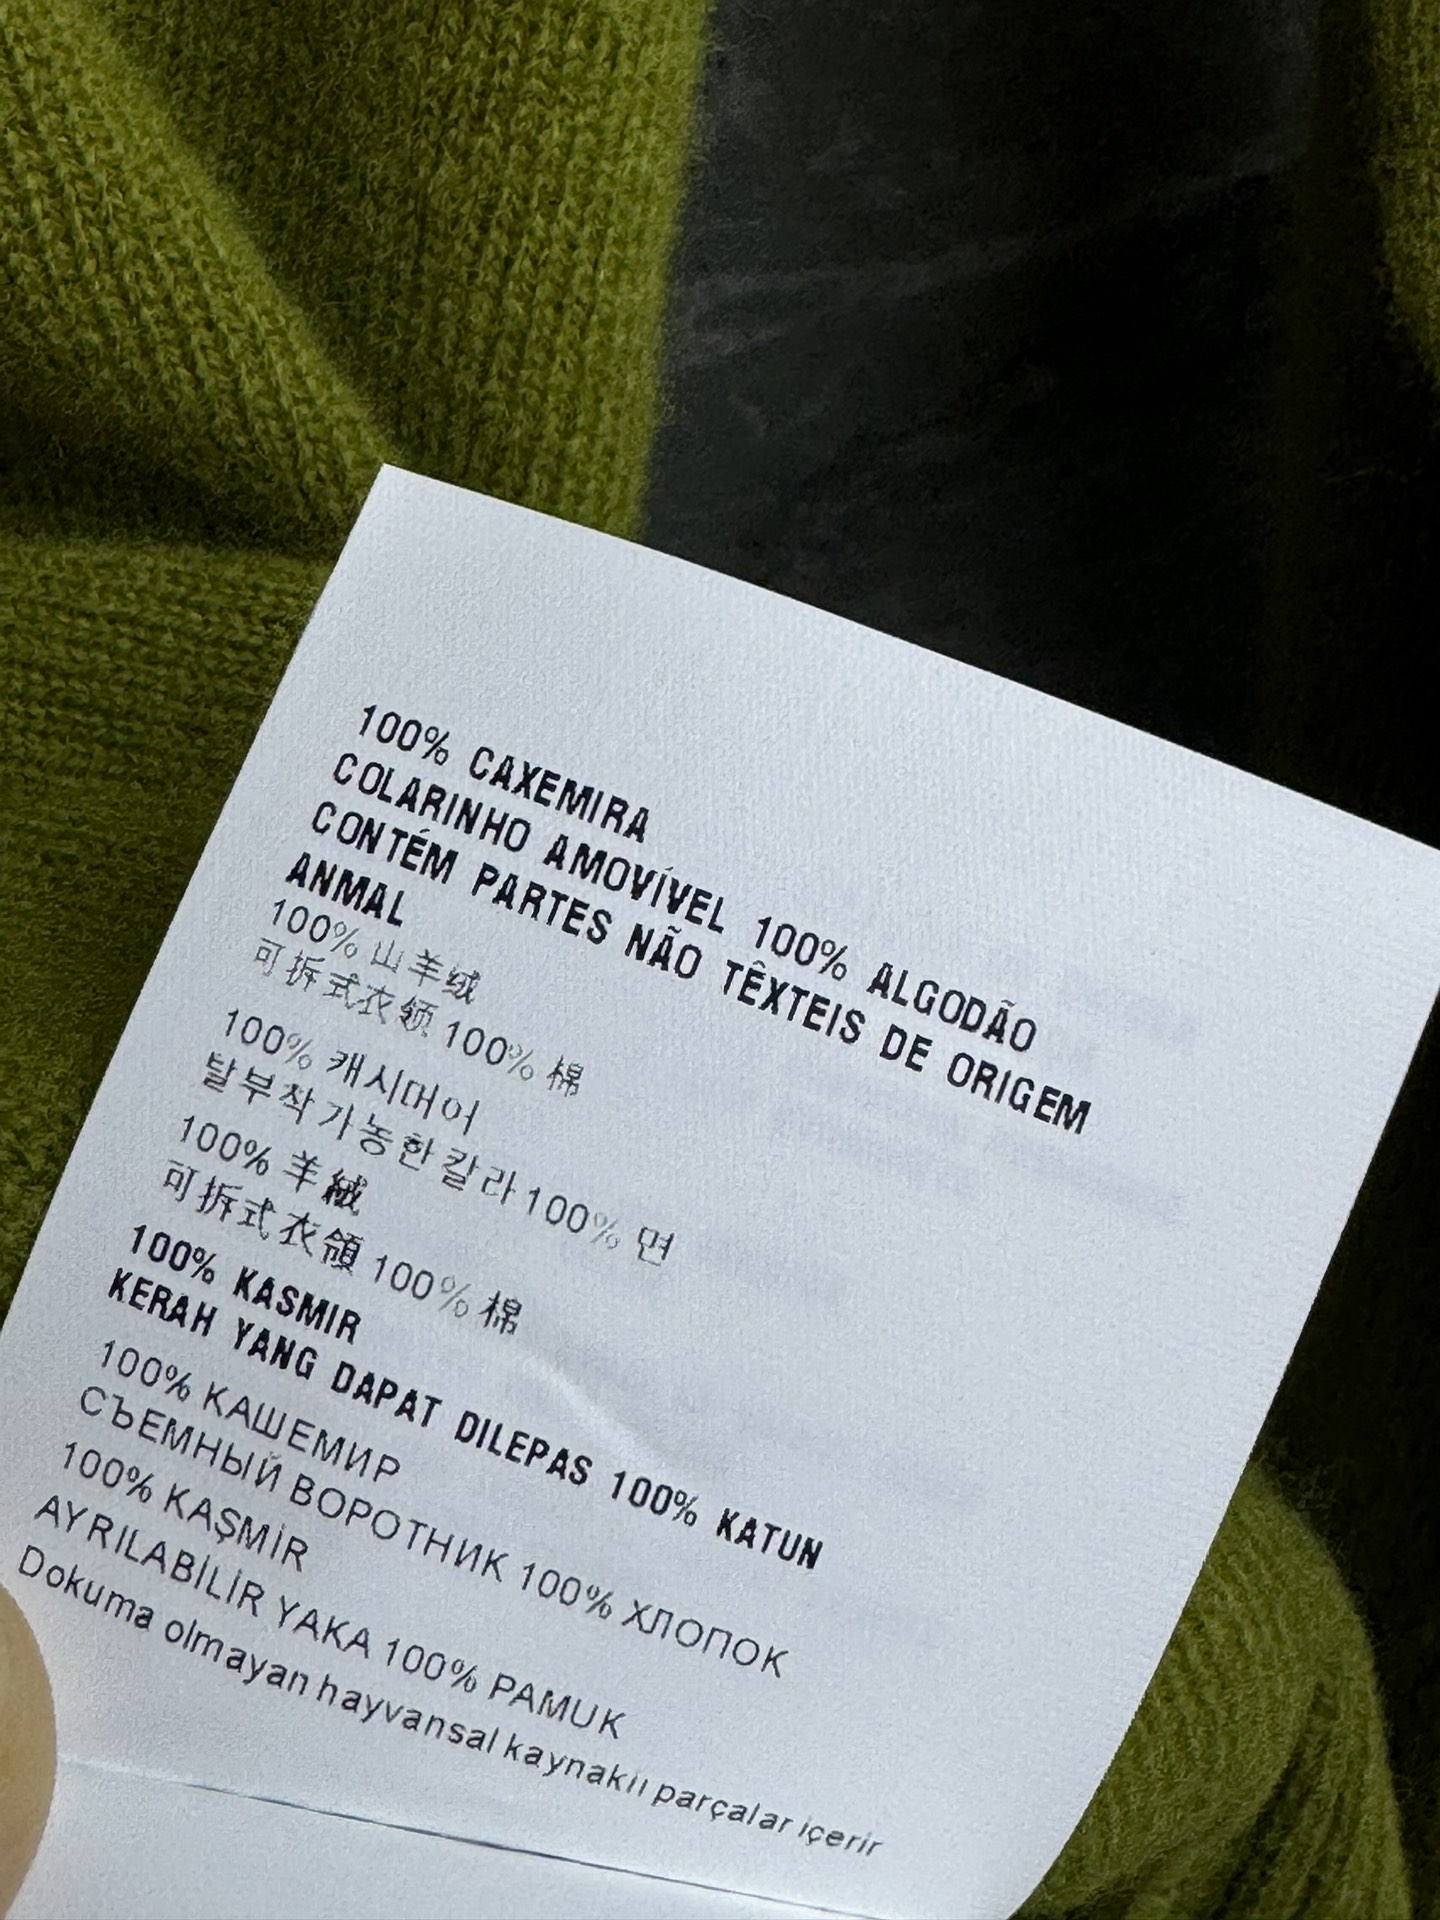 100% CAXEMIRA
COLARINHO AMOVÍVEL 100% ALGODÃO
CONTÉM PARTES NÃO TÊXTEIS DE ORIGEM
ANMAL
100% 山羊绒
可拆式衣领 100% 棉
100% 캐시머어
탈부착가능한칼라 100% 면
100% 羊絨
可拆式衣領 100% 棉
100% KASMIR
KERAH YANG DAPAT DILEPAS 100% KATUN
100% КАШЕМИР
СЪЕМНЫЙ ВОРОТНИК 100% ХЛОПОК
100% KAŞMİR
AYRILABİLİR YAKA 100% PAMUK
Dokuma olmayan hayvansal kaynaklı parçalar içerir